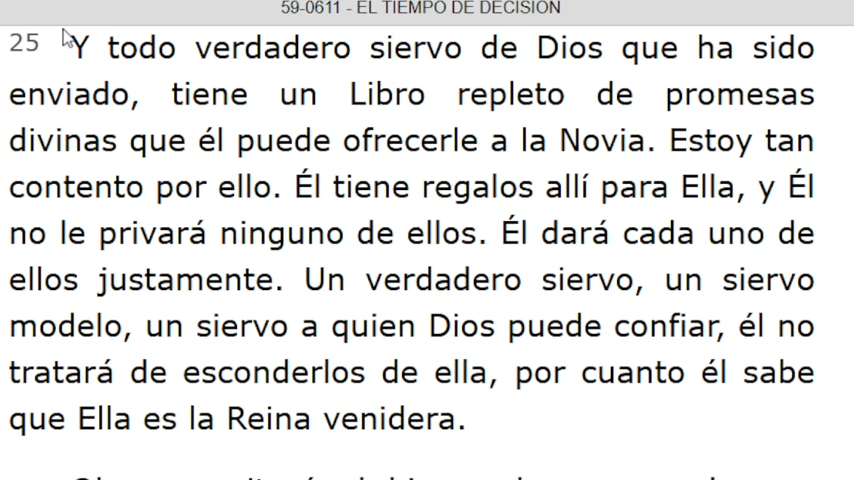 59-0611 - EL TIEMPO DE DECISION
25 Y todo verdadero siervo de Dios que ha sido
enviado, tiene un Libro repleto de promesas
divinas que él puede ofrecerle a la Novia. Estoy tan
contento por ello. Él tiene regalos allí para Ella, y Él
no le privará ninguno de ellos. Él dará cada uno de
ellos justamente. Un verdadero siervo, un siervo
modelo, un siervo a quien Dios puede confiar, él no
tratará de esconderlos de ella, por cuanto él sabe
que Ella es la Reina venidera.